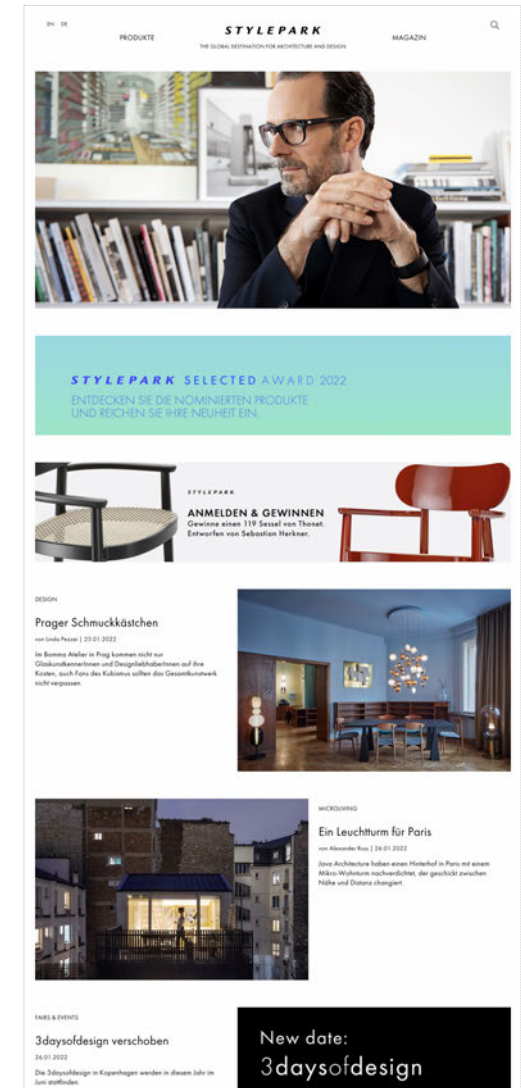 EN DE
PRODUKTE
STYLEPARK
MAGAZIN
THE GLOBAL DESTINATION FOR ARCHITECTURE AND DESIGN
STYLEPARK SELECTED AWARD 2022
ENTDECKEN SIE DIE NOMINIERTEN PRODUKTE
UND REICHEN SIE IHRE NEUHEIT EIN.
STYLEPARK
ANMELDEN & GEWINNEN
Gewinne einen 119 Sessel von Thonet.
Entworfen von Sebastian Herkner.
DESIGN
Prager Schmuckkästchen
von Linda Pezzei | 25.01.2022
Im Bomma Atelier in Prag kommen nicht nur
GlaskunstkennerInnen und DesignliebhaberInnen auf ihre
Kosten, auch Fans des Kubismus sollten das Gesamtkunstwerk
nicht verpassen.
MICROLIVING
Ein Leuchtturm für Paris
von Alexander Russ | 26.01.2022
Java Architecture haben einen Hinterhof in Paris mit einem
Mikro-Wohnturm nachverdichtet, der geschickt zwischen
Nähe und Distanz changiert.
FAIRS & EVENTS
3daysofdesign verschoben
26.01.2022
Die 3daysofdesign in Kopenhagen werden in diesem Jahr im
Juni stattfinden.
New date:
3daysofdesign